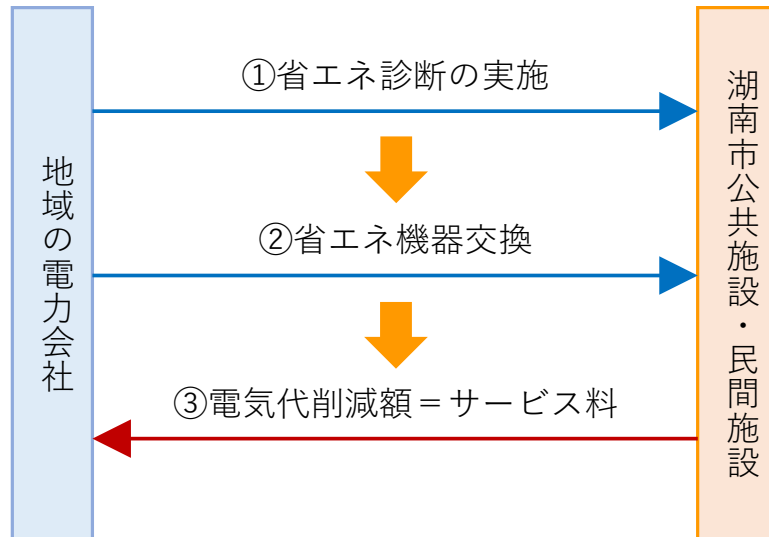 地域の電力会社
①省エネ診断の実施
②省エネ機器交換
③電気代削減額＝サービス料
湖南市公共施設・民間施設